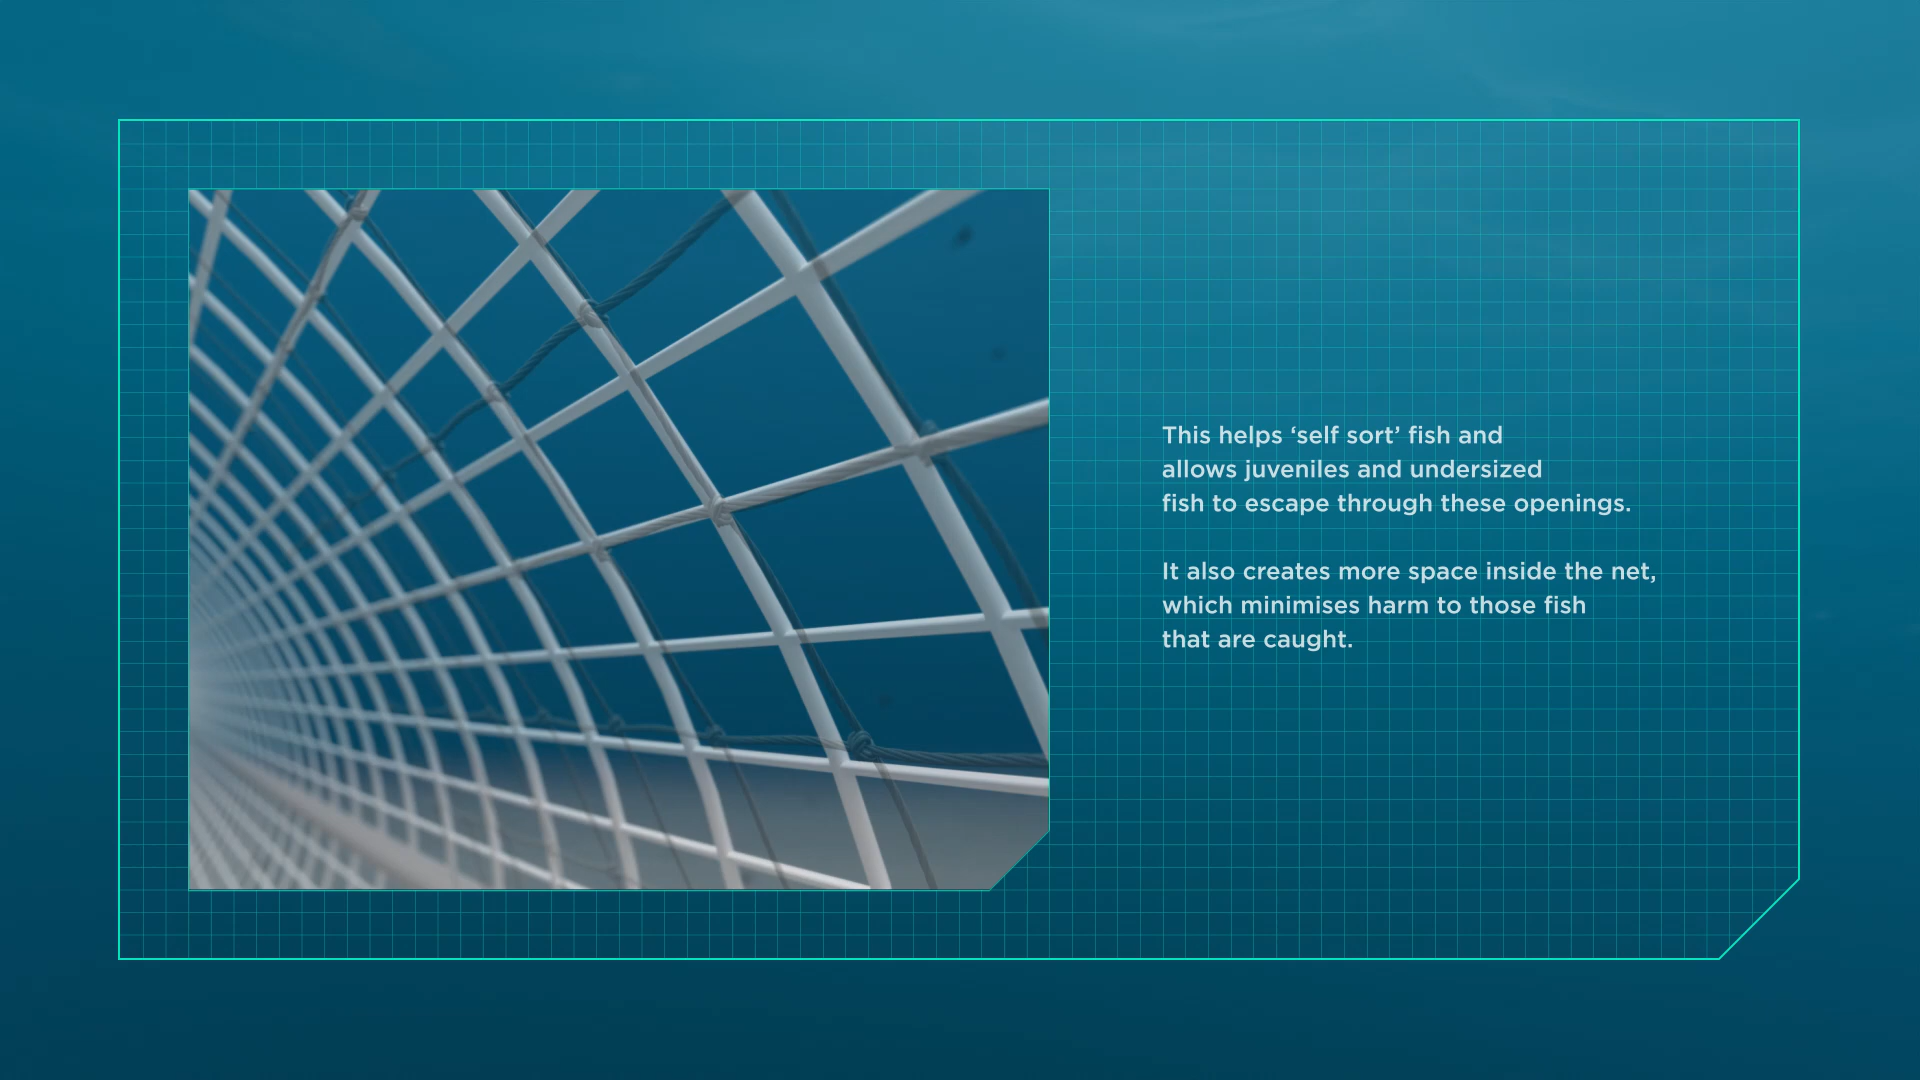 This helps ‘self sort’ fish and
allows juveniles and undersized
fish to escape through these openings.
It also creates more space inside the net,
which minimises harm to those fish
that are caught.